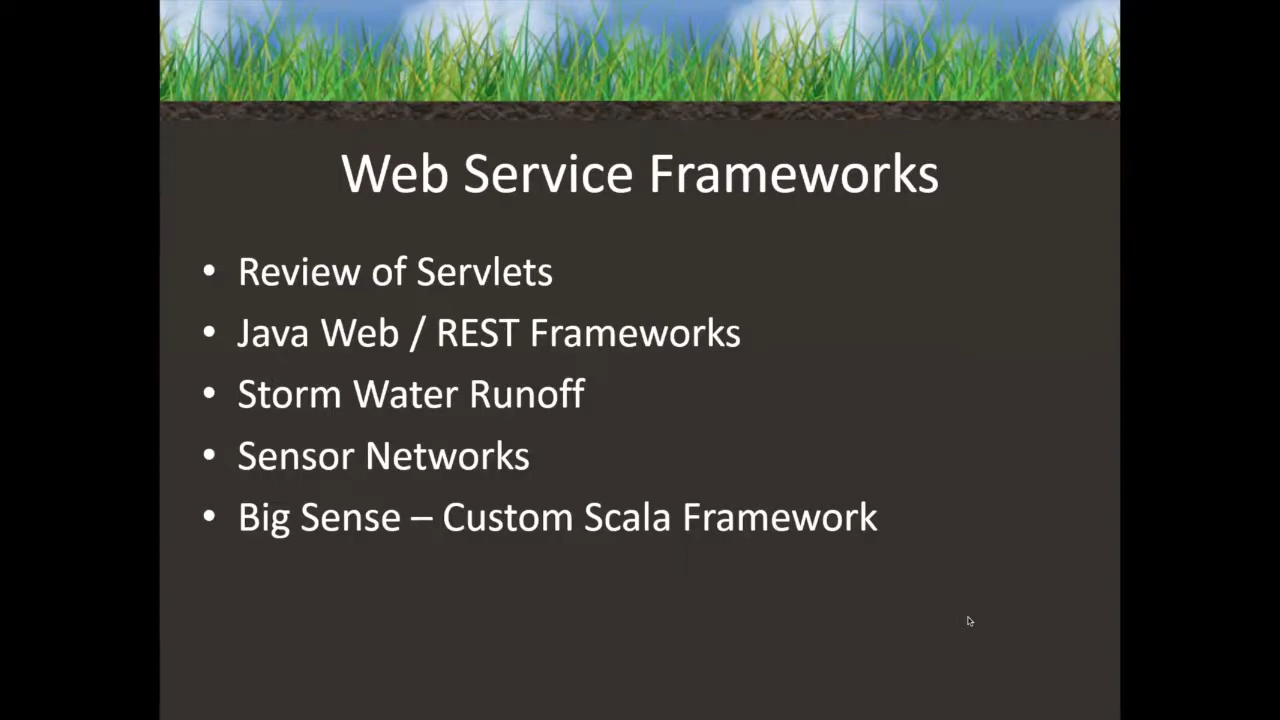 Web Service Frameworks
• Review of Servlets
• Java Web / REST Frameworks
• Storm Water Runoff
• Sensor Networks
• Big Sense – Custom Scala Framework